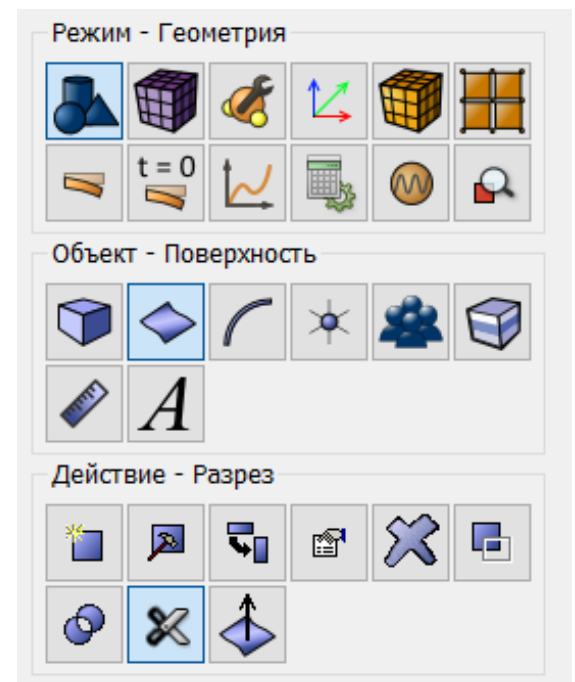 Режим - Геометрия
t = 0
Объект - Поверхность
A
Действие - Разрез